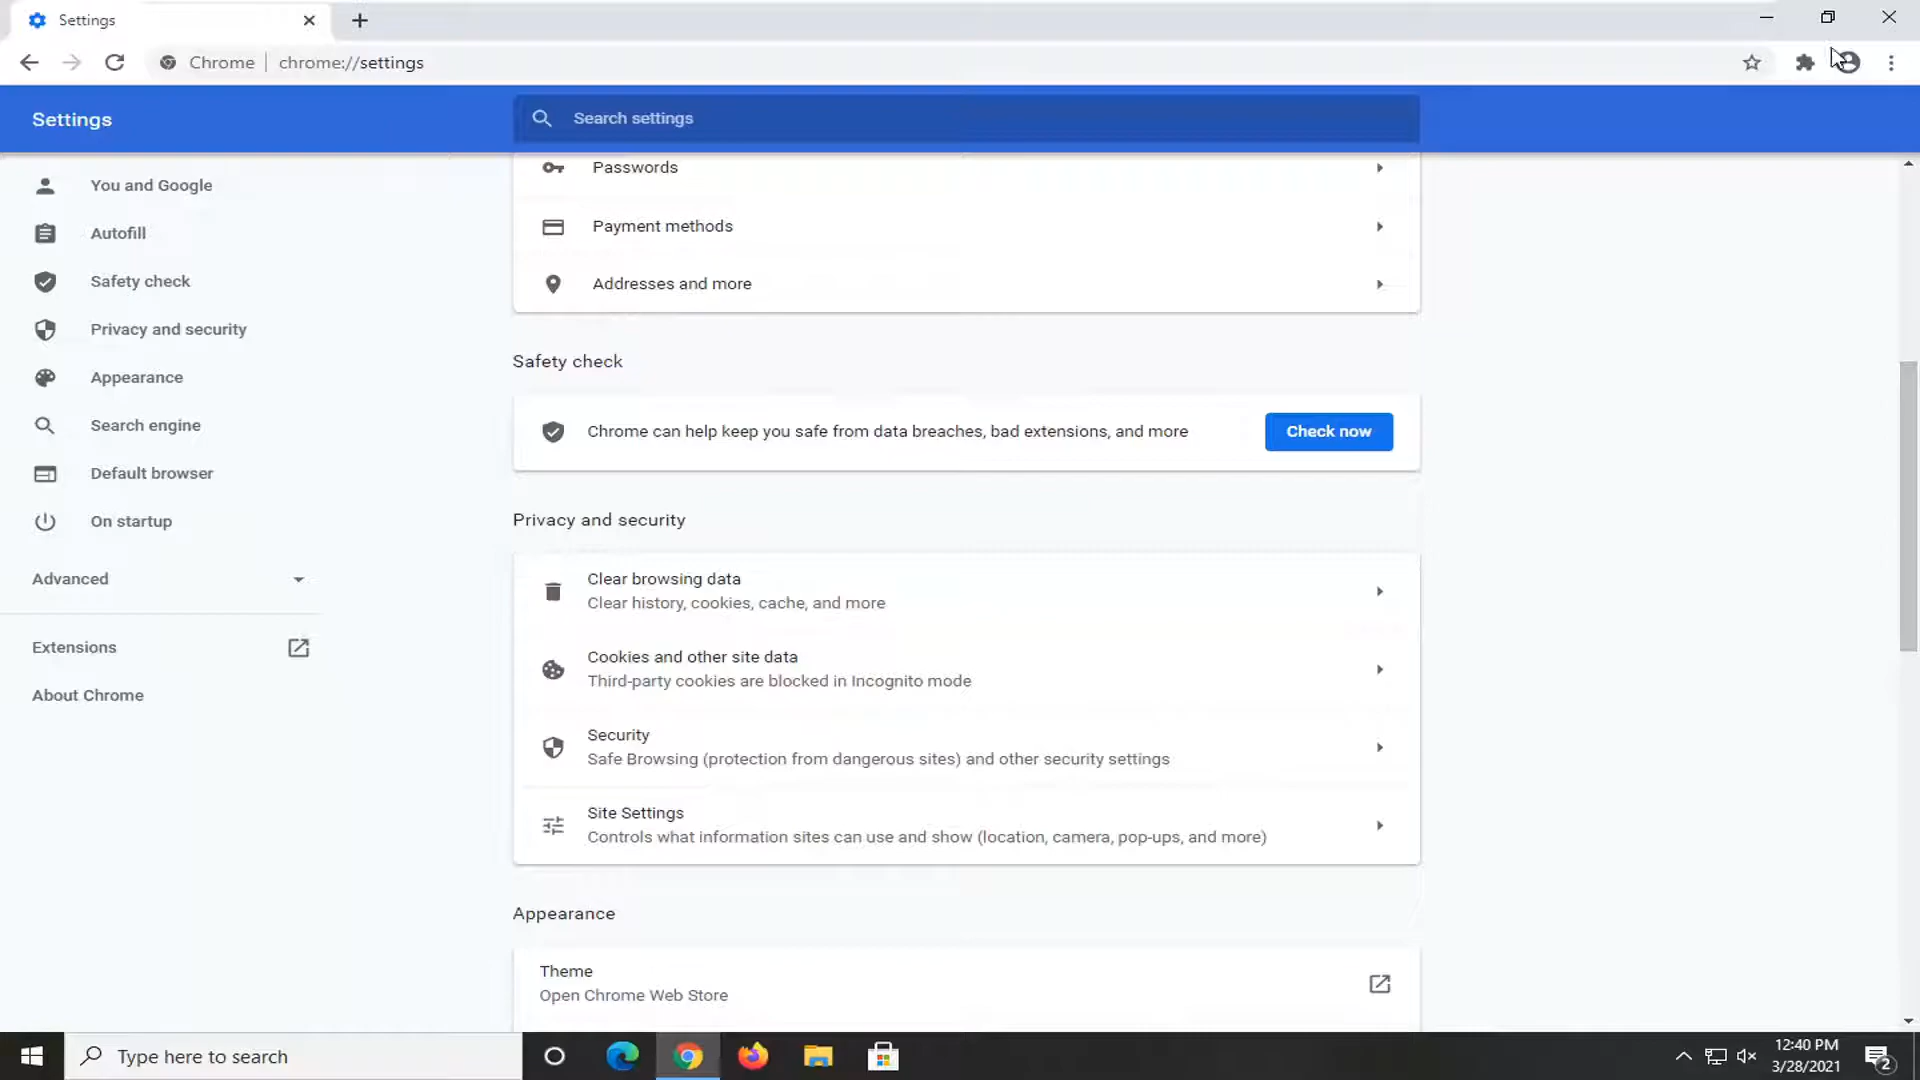 Settings
Chrome
chrome://settings
Settings
Search settings
You and Google
Autofill
Safety check
Privacy and security
Appearance
Search engine
Default browser
On startup
Advanced
Extensions
About Chrome
Passwords
Payment methods
Addresses and more
Safety check
Chrome can help keep you safe from data breaches, bad extensions, and more
Check now
Privacy and security
Clear browsing data
Clear history, cookies, cache, and more
Cookies and other site data
Third-party cookies are blocked in Incognito mode
Security
Safe Browsing (protection from dangerous sites) and other security settings
Site Settings
Controls what information sites can use and show (location, camera, pop-ups, and more)
Appearance
Theme
Open Chrome Web Store
Type here to search
12:40 PM
3/28/2021
2